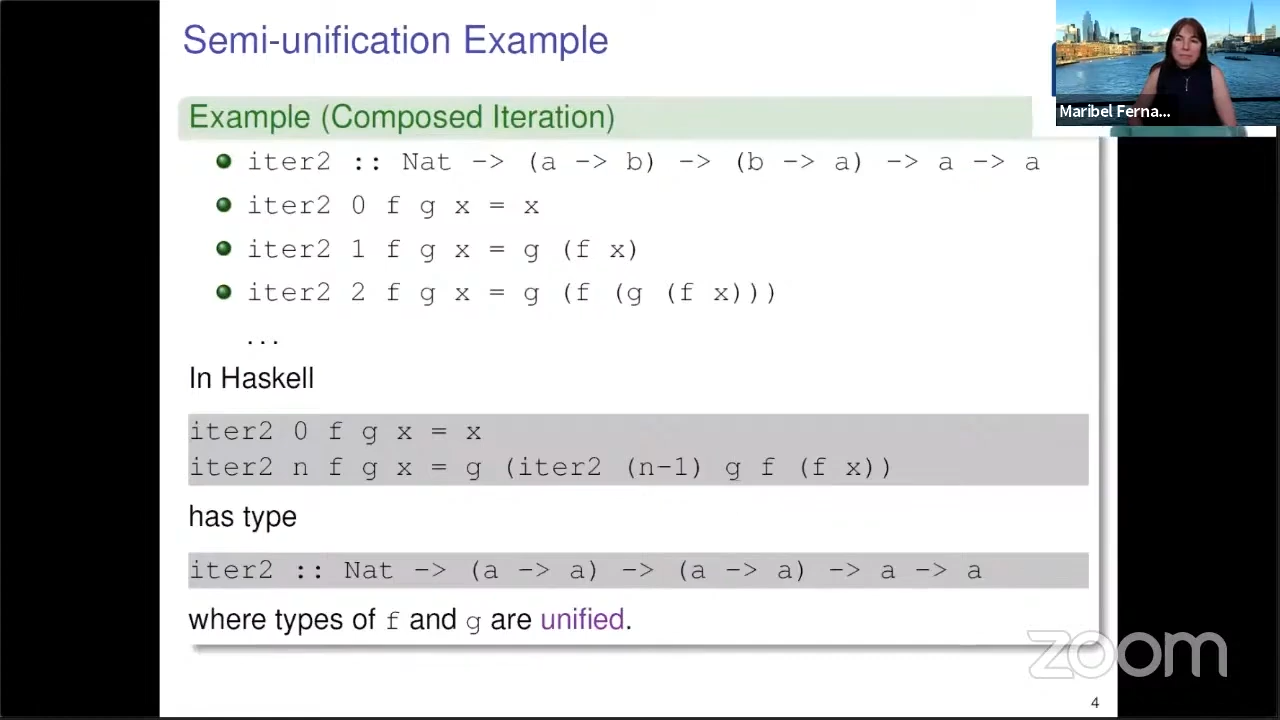 Semi-unification Example
Maribel Ferna...
Example (Composed Iteration)
iter2 :: Nat -> (a -> b) -> (b -> a) -> a -> a
iter2 0 f g x = x
iter2 1 f g x = g (f x)
iter2 2 f g x = g (f (g (f x)))
...
In Haskell
iter2 0 f g x = x
iter2 n f g x = g (iter2 (n-1) g f (f x))
has type
iter2 :: Nat -> (a -> a) -> (a -> a) -> a -> a
where types of f and g are unified.
zoom
4